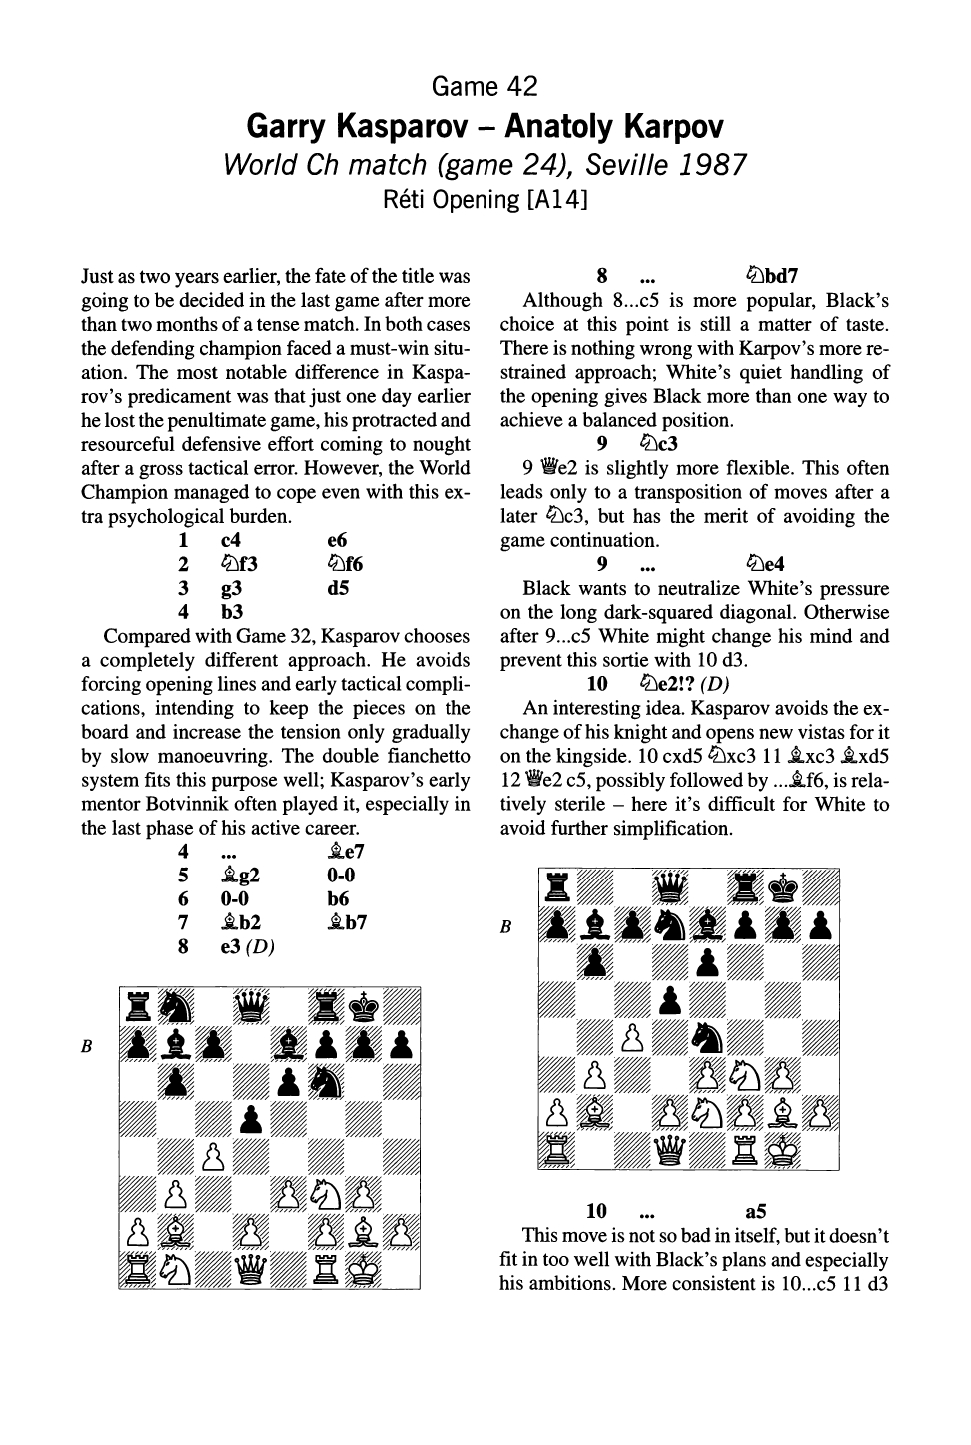 Game 42
Garry Kasparov – Anatoly Karpov
World Ch match (game 24), Seville 1987
Réti Opening [A14]
Just as two years earlier, the fate of the title was
going to be decided in the last game after more
than two months of a tense match. In both cases
the defending champion faced a must-win situ-
ation. The most notable difference in Kaspa-
rov's predicament was that just one day earlier
he lost the penultimate game, his protracted and
resourceful defensive effort coming to nought
after a gross tactical error. However, the World
Champion managed to cope even with this ex-
tra psychological burden.
1 c4 e6
2 ♘f3 ♘f6
3 g3 d5
4 b3
Compared with Game 32, Kasparov chooses
a completely different approach. He avoids
forcing opening lines and early tactical compli-
cations, intending to keep the pieces on the
board and increase the tension only gradually
by slow manoeuvring. The double fianchetto
system fits this purpose well; Kasparov's early
mentor Botvinnik often played it, especially in
the last phase of his active career.
4 ... ♗e7
5 ♗g2 0-0
6 0-0 b6
7 ♗b2 ♗b7
8 e3 (D)
B
8 ... ♘bd7
Although 8...c5 is more popular, Black's
choice at this point is still a matter of taste.
There is nothing wrong with Karpov's more re-
strained approach; White's quiet handling of
the opening gives Black more than one way to
achieve a balanced position.
9 ♘c3
9 ♕e2 is slightly more flexible. This often
leads only to a transposition of moves after a
later ♘c3, but has the merit of avoiding the
game continuation.
9 ... ♘e4
Black wants to neutralize White's pressure
on the long dark-squared diagonal. Otherwise
after 9...c5 White might change his mind and
prevent this sortie with 10 d3.
10 ♘e2!? (D)
An interesting idea. Kasparov avoids the ex-
change of his knight and opens new vistas for it
on the kingside. 10 cxd5 ♘xc3 11 ♗xc3 ♗xd5
12 ♕e2 c5, possibly followed by ...♗f6, is rela-
tively sterile – here it's difficult for White to
avoid further simplification.
B
10 ... a5
This move is not so bad in itself, but it doesn't
fit in too well with Black's plans and especially
his ambitions. More consistent is 10...c5 11 d3